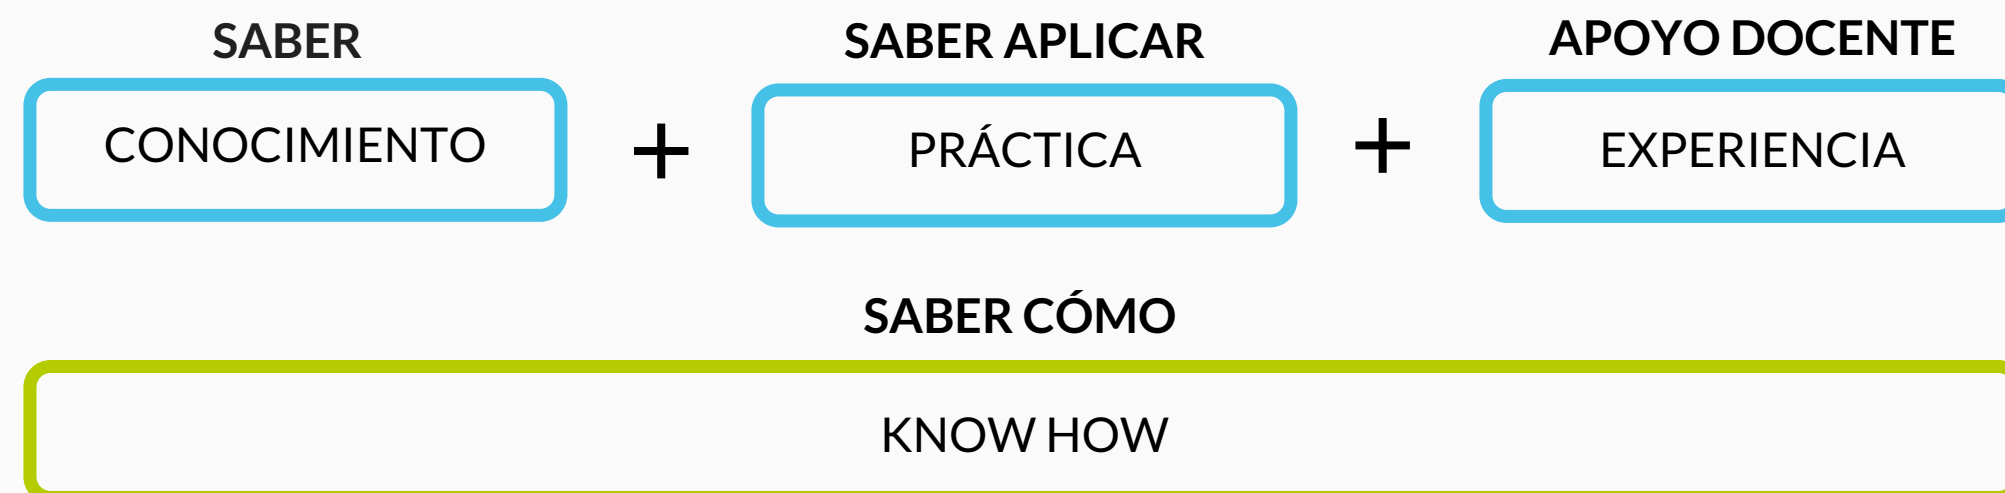 SABER
CONOCIMIENTO
+
SABER APLICAR
PRÁCTICA
+
APOYO DOCENTE
EXPERIENCIA
SABER CÓMO
KNOW HOW